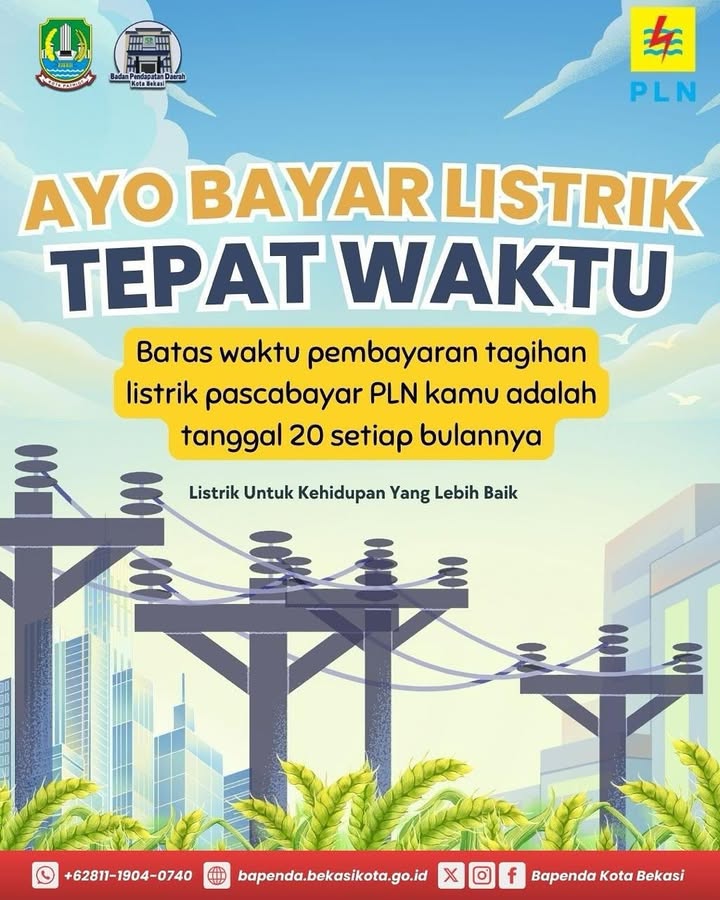 KOTA PATRIOT
Badan Pendapatan Daerah
Kota Bekasi
PLN
AYO BAYAR LISTRIK
TEPAT WAKTU
Batas waktu pembayaran tagihan
listrik pascabayar PLN kamu adalah
tanggal 20 setiap bulannya
Listrik Untuk Kehidupan Yang Lebih Baik
+62811-1904-0740
bapenda.bekasikota.go.id
Bapenda Kota Bekasi